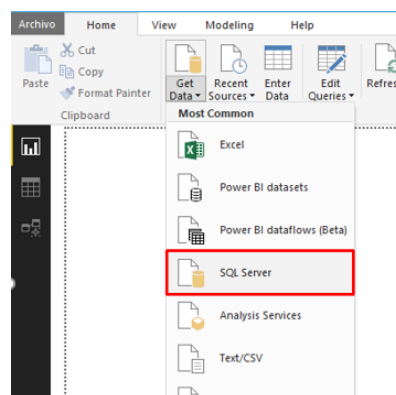 Archivo Home View Modeling Help
Cut
Copy
Format Painter
Paste
Get Data
Recent Sources
Enter Data
Edit Queries
Refres
Clipboard
Most Common
Excel
Power BI datasets
Power BI dataflows (Beta)
SQL Server
Analysis Services
Text/CSV